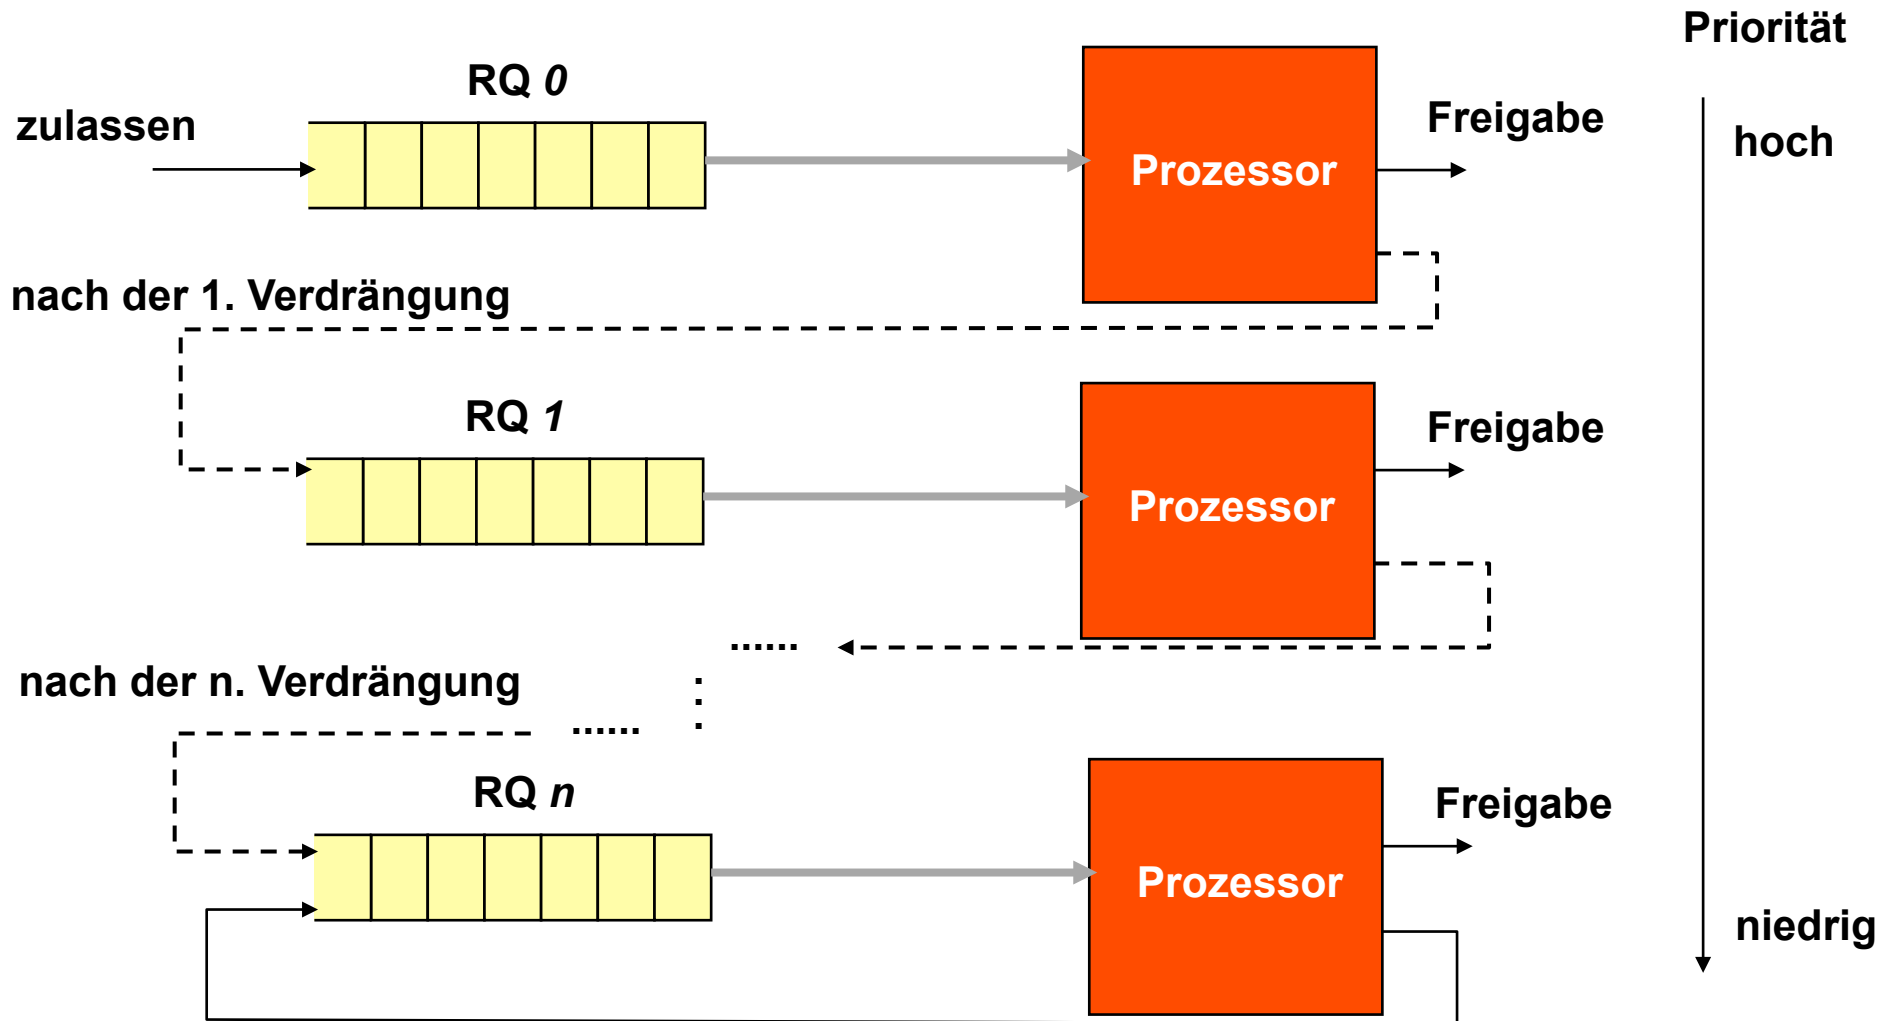 Priorität
RQ 0
zulassen
Prozessor
Freigabe
hoch
nach der 1. Verdrängung
RQ 1
Prozessor
Freigabe
......
nach der n. Verdrängung
......
RQ n
Prozessor
Freigabe
niedrig